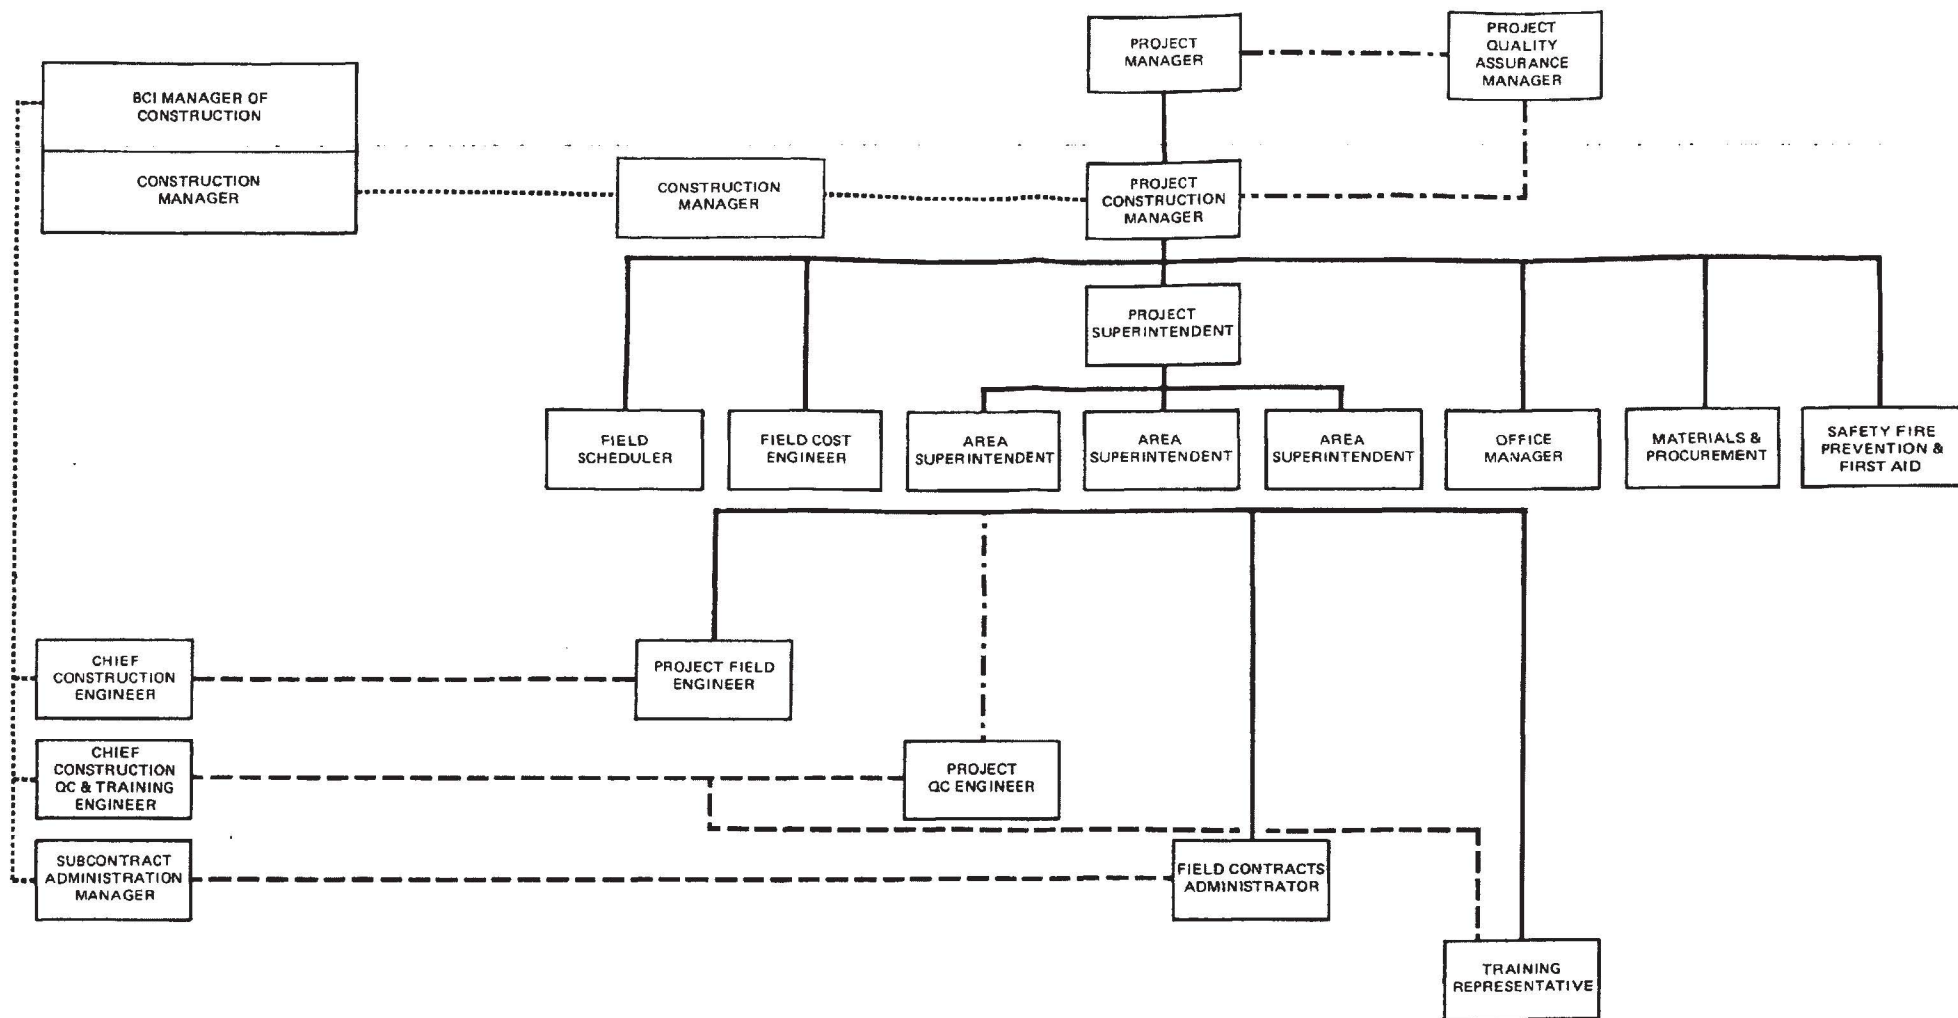 PROJECT
MANAGER
PROJECT
QUALITY
ASSURANCE
MANAGER
BCI MANAGER OF
CONSTRUCTION
CONSTRUCTION
MANAGER
CONSTRUCTION
MANAGER
PROJECT
CONSTRUCTION
MANAGER
PROJECT
SUPERINTENDENT
FIELD
SCHEDULER
FIELD COST
ENGINEER
AREA
SUPERINTENDENT
AREA
SUPERINTENDENT
AREA
SUPERINTENDENT
OFFICE
MANAGER
MATERIALS &
PROCUREMENT
SAFETY FIRE
PREVENTION &
FIRST AID
CHIEF
CONSTRUCTION
ENGINEER
PROJECT FIELD
ENGINEER
CHIEF
CONSTRUCTION
QC & TRAINING
ENGINEER
PROJECT
QC ENGINEER
SUBCONTRACT
ADMINISTRATION
MANAGER
FIELD CONTRACTS
ADMINISTRATOR
TRAINING
REPRESENTATIVE